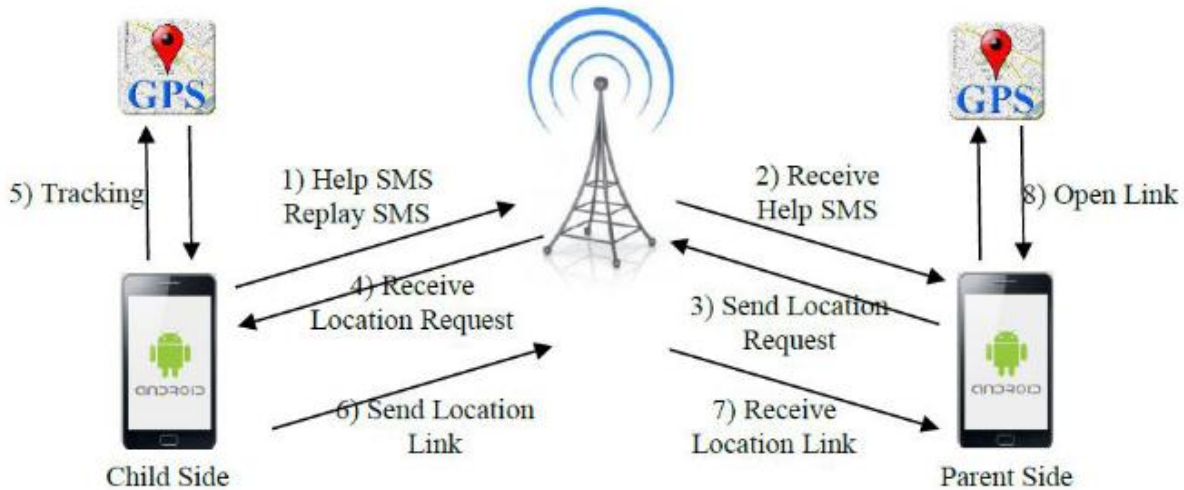 GPS
GPS
5) Tracking
1) Help SMS
Replay SMS
2) Receive
Help SMS
8) Open Link
4) Receive
Location Request
3) Send Location
Request
ANDROID
ANDROID
6) Send Location
Link
7) Receive
Location Link
Child Side
Parent Side